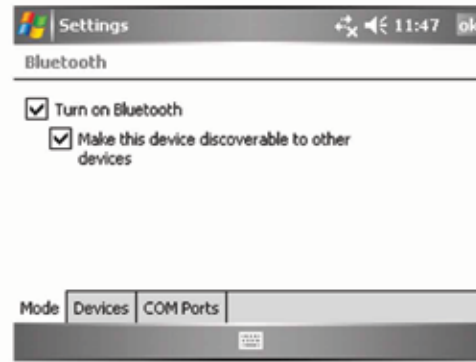 Settings 11:47 ok
Bluetooth
Turn on Bluetooth
Make this device discoverable to other
devices
Mode Devices COM Ports